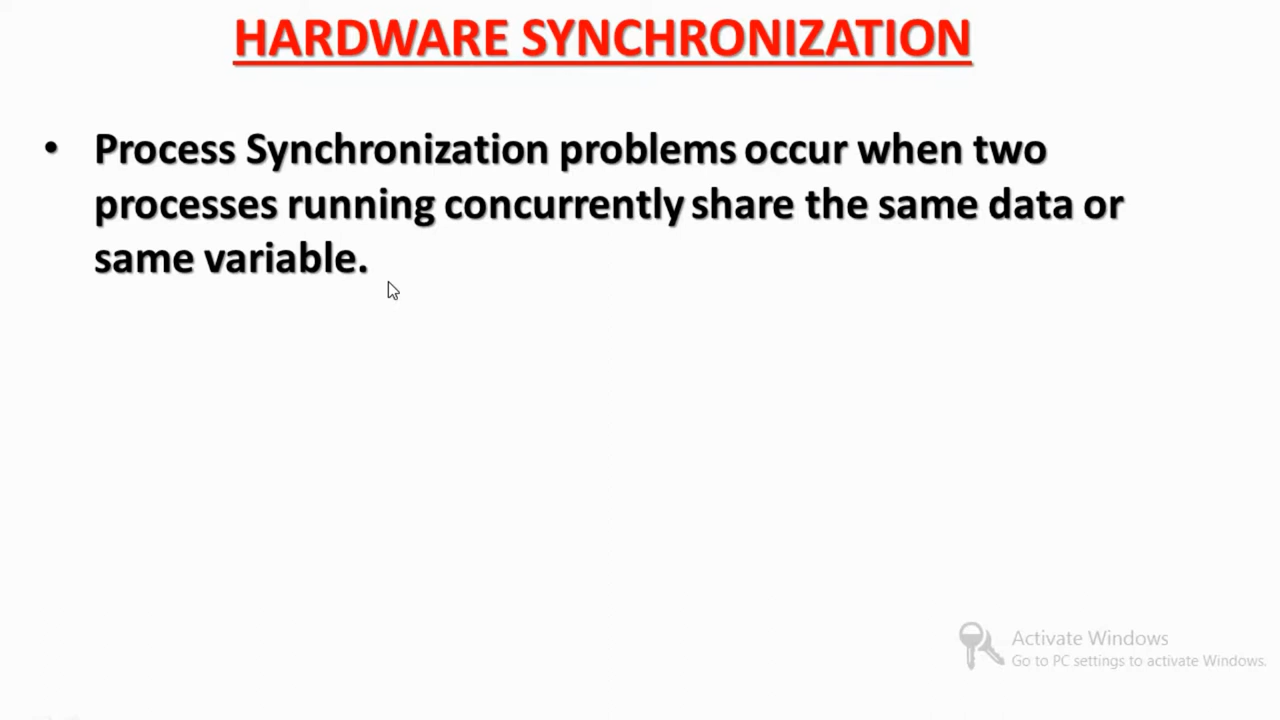 HARDWARE SYNCHRONIZATION
• Process Synchronization problems occur when two
processes running concurrently share the same data or
same variable.
Activate Windows
Go to PC settings to activate Windows.